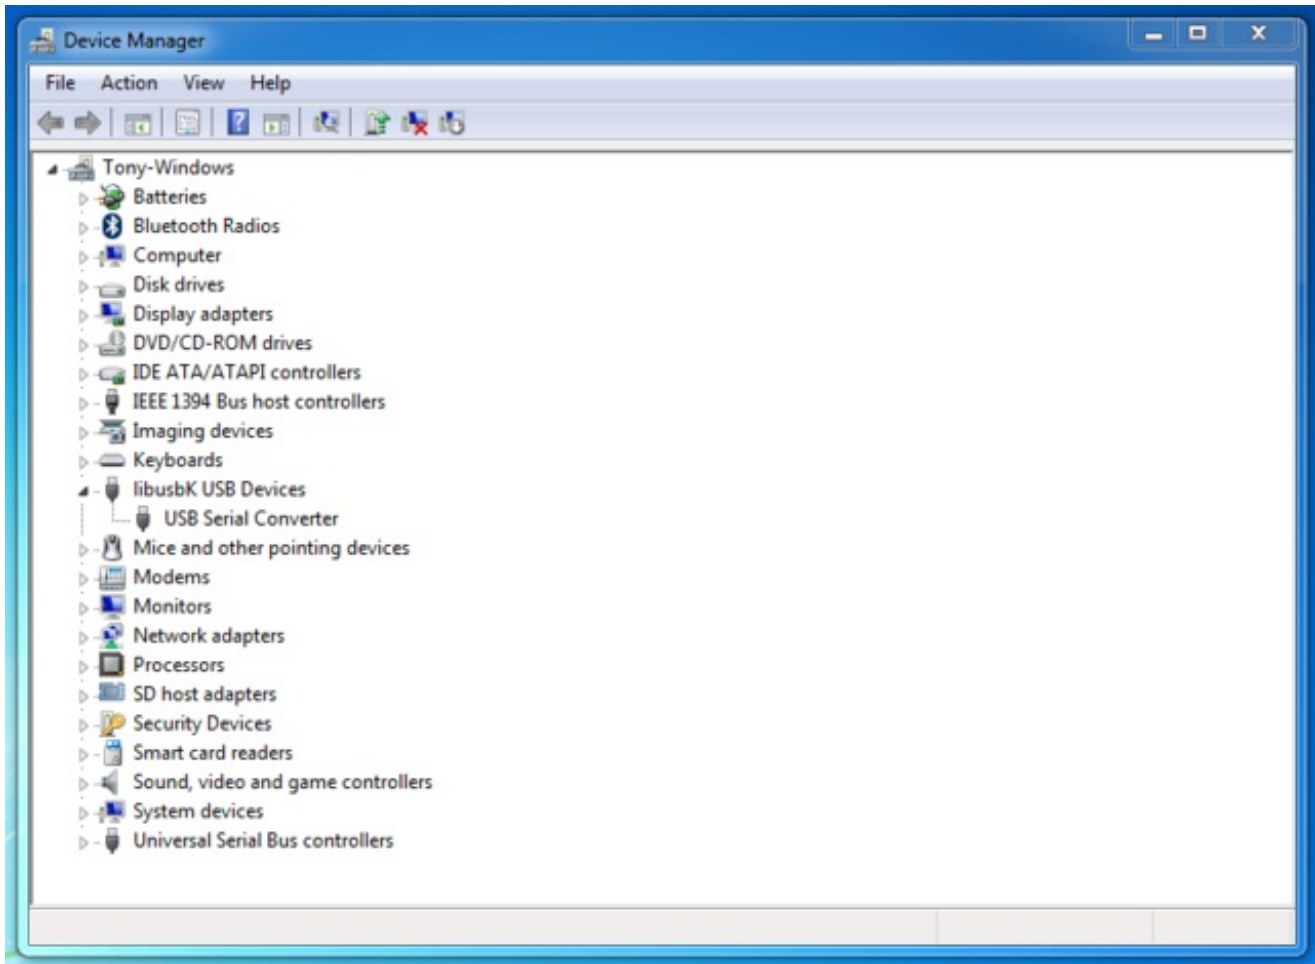 Device Manager
File Action View Help
Tony-Windows
Batteries
Bluetooth Radios
Computer
Disk drives
Display adapters
DVD/CD-ROM drives
IDE ATA/ATAPI controllers
IEEE 1394 Bus host controllers
Imaging devices
Keyboards
libusbK USB Devices
USB Serial Converter
Mice and other pointing devices
Modems
Monitors
Network adapters
Processors
SD host adapters
Security Devices
Smart card readers
Sound, video and game controllers
System devices
Universal Serial Bus controllers